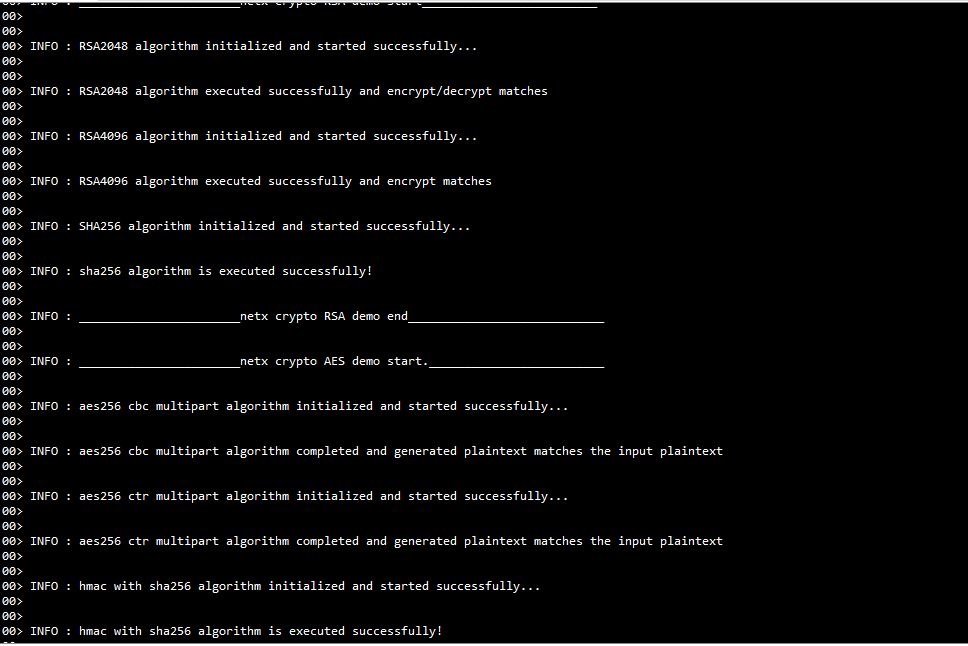 00> INFO : _______________________netx crypto RSA demo start_________________________
00>
00>
00> INFO : RSA2048 algorithm initialized and started successfully...
00>
00>
00> INFO : RSA2048 algorithm executed successfully and encrypt/decrypt matches
00>
00>
00> INFO : RSA4096 algorithm initialized and started successfully...
00>
00>
00> INFO : RSA4096 algorithm executed successfully and encrypt matches
00>
00>
00> INFO : SHA256 algorithm initialized and started successfully...
00>
00>
00> INFO : sha256 algorithm is executed successfully!
00>
00>
00> INFO : _______________________netx crypto RSA demo end____________________________
00>
00>
00> INFO : _______________________netx crypto AES demo start._________________________
00>
00>
00> INFO : aes256 cbc multipart algorithm initialized and started successfully...
00>
00>
00> INFO : aes256 cbc multipart algorithm completed and generated plaintext matches the input plaintext
00>
00>
00> INFO : aes256 ctr multipart algorithm initialized and started successfully...
00>
00>
00> INFO : aes256 ctr multipart algorithm completed and generated plaintext matches the input plaintext
00>
00>
00> INFO : hmac with sha256 algorithm initialized and started successfully...
00>
00>
00> INFO : hmac with sha256 algorithm is executed successfully!